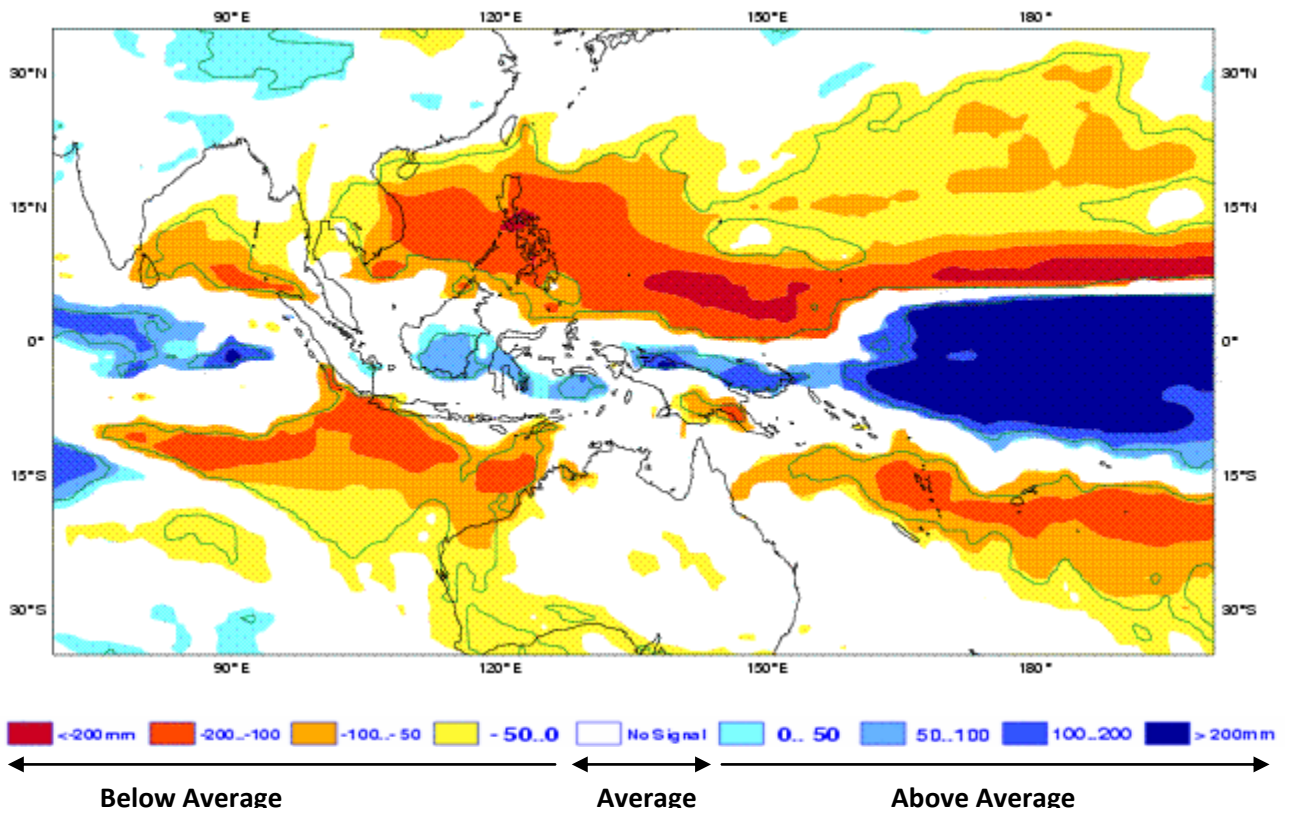 90°E 120°E 150°E 180°
30°N 30°N
15°N 15°N
0° 0°
15°S 15°S
30°S 30°S
90°E 120°E 150°E 180°
<-200mm -200..-100 -100..-50 -50..0 No Signal 0..50 50..100 100..200 >200mm
Below Average Average Above Average